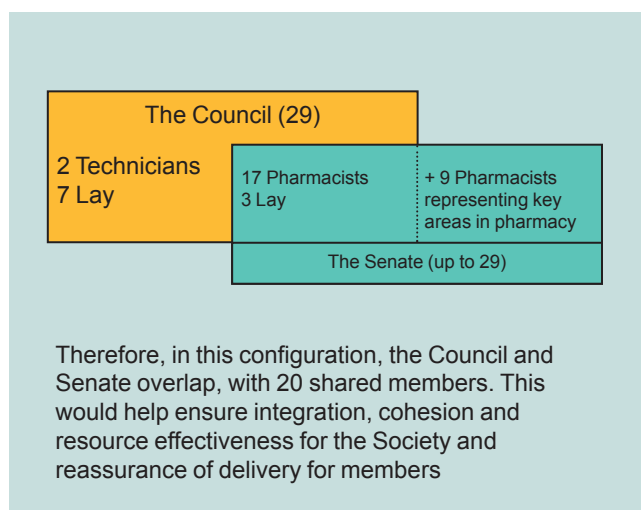 The Council (29)
2 Technicians
7 Lay
17 Pharmacists
3 Lay
+ 9 Pharmacists
representing key
areas in pharmacy
The Senate (up to 29)
Therefore, in this configuration, the Council and
Senate overlap, with 20 shared members. This
would help ensure integration, cohesion and
resource effectiveness for the Society and
reassurance of delivery for members